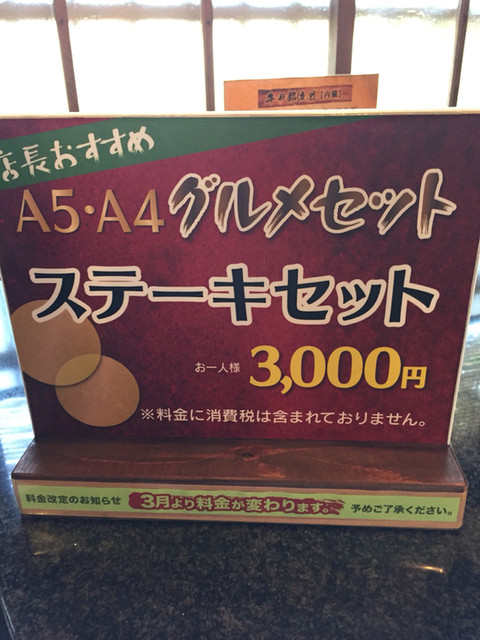 店長おすすめ
A5・A4グルメセット
ステーキセット
お一人様 3,000円
※料金に消費税は含まれておりません。
料金改定のお知らせ 3月より料金が変わります。 予めご了承ください。